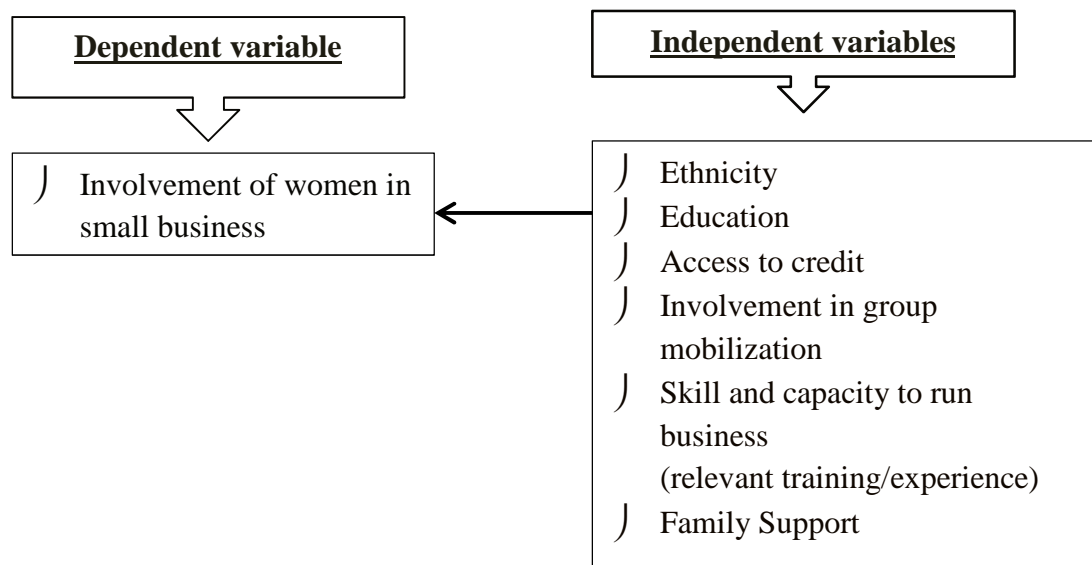 Dependent variable
Independent variables
Involvement of women in
small business
Ethnicity
Education
Access to credit
Involvement in group
mobilization
Skill and capacity to run
business
(relevant training/experience)
Family Support